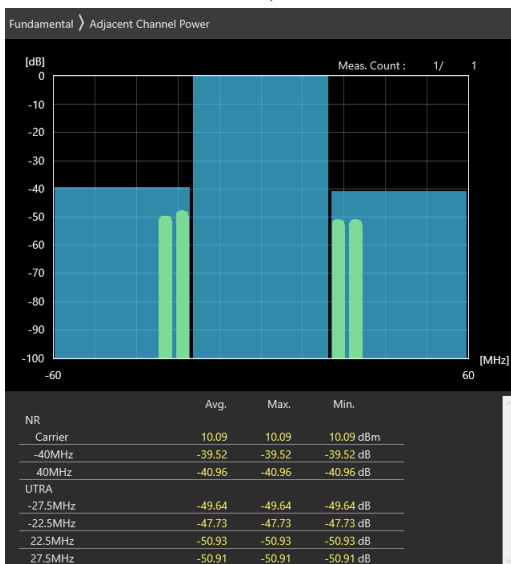 Fundamental 〉 Adjacent Channel Power
[dB]
Meas. Count : 1/ 1
0
-10
-20
-30
-40
-50
-60
-70
-80
-90
-100
[MHz]
-60 60
Avg. Max. Min.
NR
Carrier 10.09 10.09 10.09 dBm
-40MHz -39.52 -39.52 -39.52 dB
40MHz -40.96 -40.96 -40.96 dB
UTRA
-27.5MHz -49.64 -49.64 -49.64 dB
-22.5MHz -47.73 -47.73 -47.73 dB
22.5MHz -50.93 -50.93 -50.93 dB
27.5MHz -50.91 -50.91 -50.91 dB